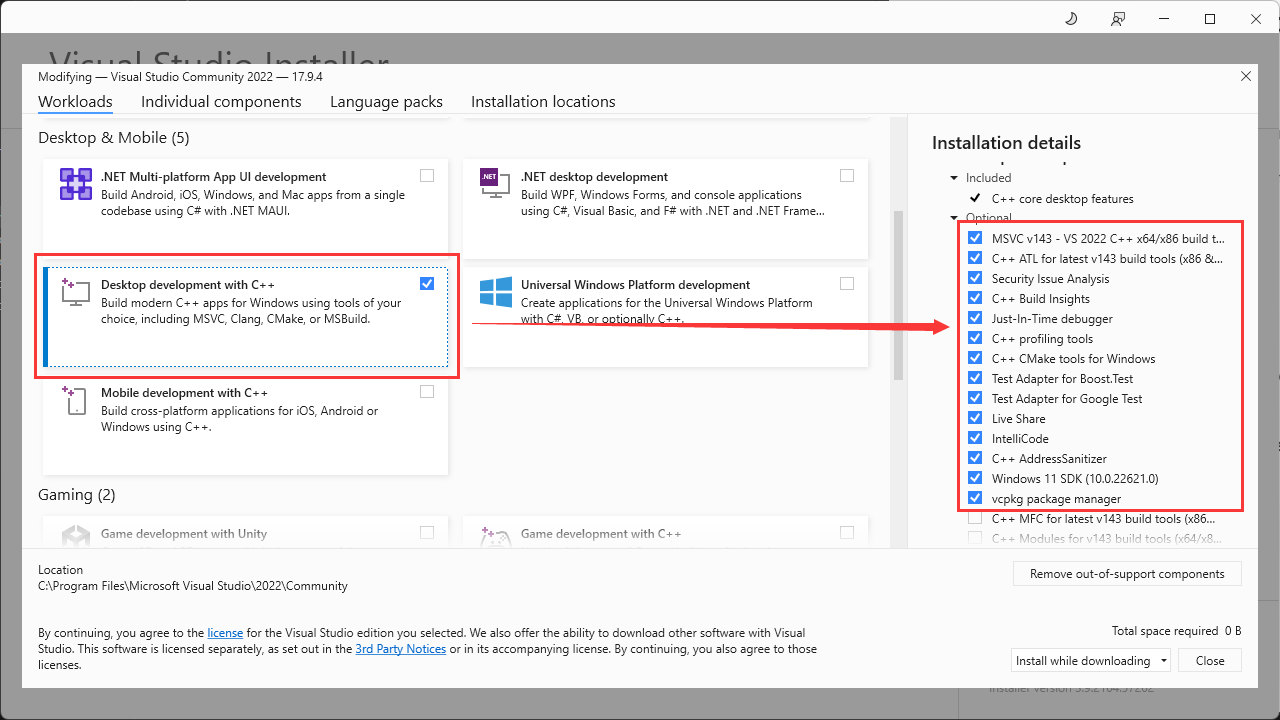 Visual Studio Installer
Modifying — Visual Studio Community 2022 — 17.9.4
Workloads
Individual components
Language packs
Installation locations
Desktop & Mobile (5)
.NET Multi-platform App UI development
Build Android, iOS, Windows, and Mac apps from a single
codebase using C# with .NET MAUI.
.NET
.NET desktop development
Build WPF, Windows Forms, and console applications
using C#, Visual Basic, and F# with .NET and .NET Frame...
Desktop development with C++
Build modern C++ apps for Windows using tools of your
choice, including MSVC, Clang, CMake, or MSBuild.
Universal Windows Platform development
Create applications for the Universal Windows Platform
with C#, VB, or optionally C++.
Mobile development with C++
Build cross-platform applications for iOS, Android or
Windows using C++.
Gaming (2)
Game development with Unity
Game development with C++
Installation details
Included
C++ core desktop features
Optional
MSVC v143 - VS 2022 C++ x64/x86 build t...
C++ ATL for latest v143 build tools (x86 &...
Security Issue Analysis
C++ Build Insights
Just-In-Time debugger
C++ profiling tools
C++ CMake tools for Windows
Test Adapter for Boost.Test
Test Adapter for Google Test
Live Share
IntelliCode
C++ AddressSanitizer
Windows 11 SDK (10.0.22621.0)
vcpkg package manager
C++ MFC for latest v143 build tools (x86...
C++ Modules for v143 build tools (x64/x8...
Location
C:\Program Files\Microsoft Visual Studio\2022\Community
Remove out-of-support components
By continuing, you agree to the license for the Visual Studio edition you selected. We also offer the ability to download other software with Visual
Studio. This software is licensed separately, as set out in the 3rd Party Notices or in its accompanying license. By continuing, you also agree to those
licenses.
Total space required 0 B
Install while downloading
Close